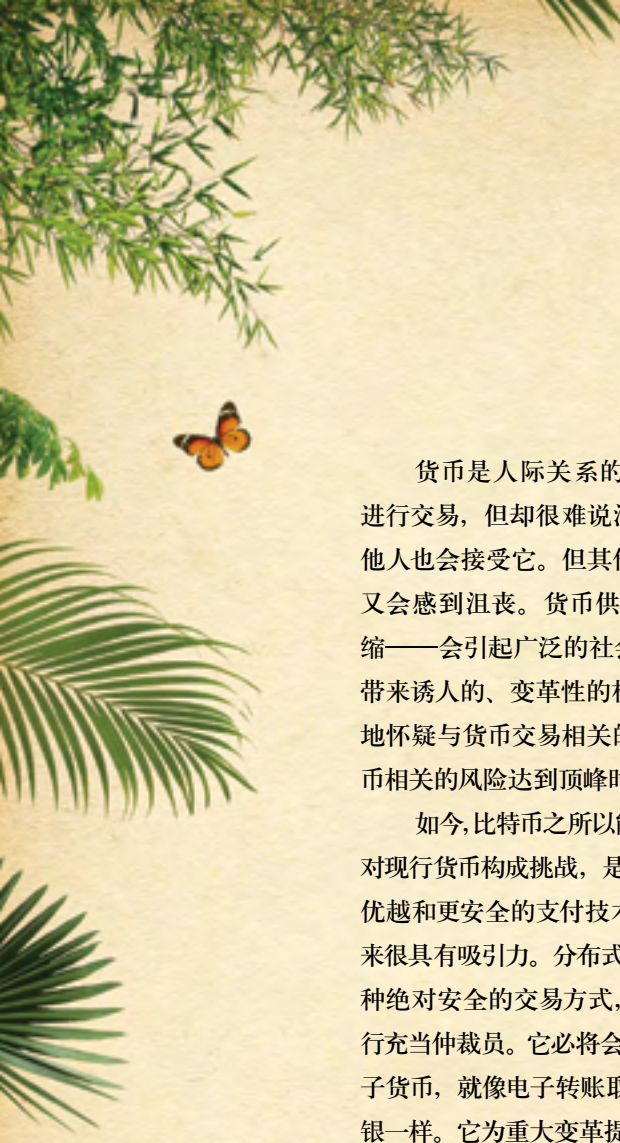 货币是人际关系的
进行交易，但却很难说
他人也会接受它。但其
又会感到沮丧。货币供
缩——会引起广泛的社
带来诱人的、变革性的
地怀疑与货币交易相关
币相关的风险达到顶峰
如今，比特币之所以
对现行货币构成挑战，是
优越和更安全的支付技
来很具有吸引力。分布式
种绝对安全的交易方式，
行充当仲裁员。它必将会
子货币，就像电子转账取
银一样。它为重大变革提